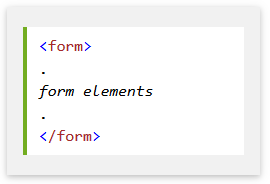 <form>
.
form elements
.
</form>